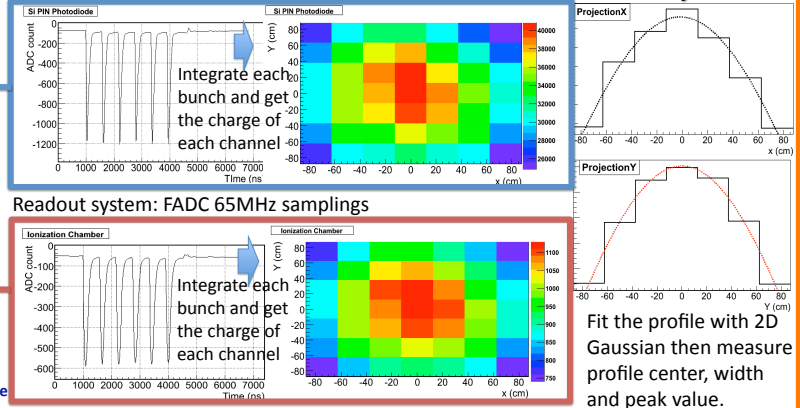 Si PIN Photodiode
ADC count
0
-200
-400
-600
-800
-1000
-1200
0 1000 2000 3000 4000 5000 6000 7000
TIme (ns
Integrate each
bunch and get
the charge of
each channel
Si PIN Photodiode
Y (cm)
80
60
40
20
0
-20
-40
-60
-80
-80 -60 -40 -20 0 20 40 60 80
x (cm)
40000
38000
36000
34000
32000
30000
28000
26000
ProjectionX
-80 -60 -40 -20 0 20 40 60 80
x (cm)
ProjectionY
-80 -60 -40 -20 0 20 40 60 80
Y (cm)
Readout system: FADC 65MHz samplings
Ionization Chamber
ADC count
0
-100
-200
-300
-400
-500
-600
0 1000 2000 3000 4000 5000 6000 7000
Time (ns)
Integrate each
bunch and get
the charge of
each channel
Ionization Chamber
Y (cm)
80
60
40
20
0
-20
-40
-60
-80
-80 -60 -40 -20 0 20 40 60 80
x (cm)
1100
1050
1000
950
900
850
800
750
Fit the profile with 2D
Gaussian then measure
profile center, width
and peak value.